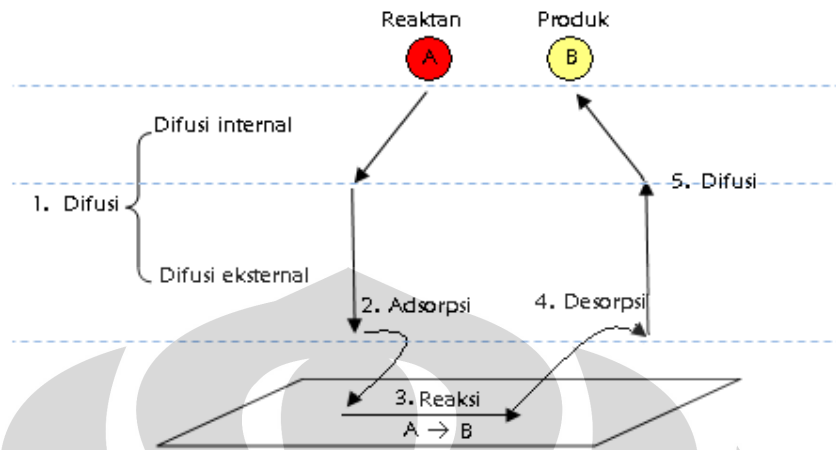 Reaktan
Produk
A
B
Difusi internal
1. Difusi
Difusi eksternal
5. Difusi
2. Adsorpsi
4. Desorpsi
3. Reaksi
A → B